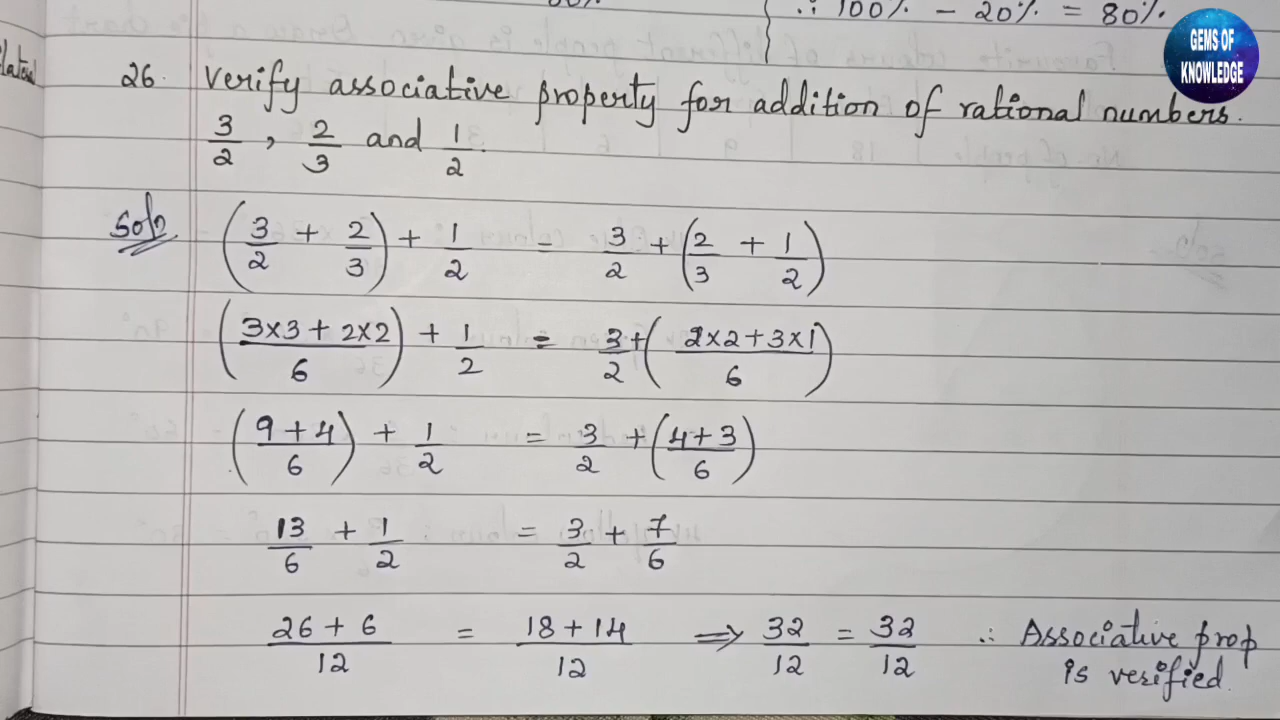 ∴ 100% - 20% = 80%
GEMS OF
KNOWLEDGE
26. Verify associative property for addition of rational numbers.
3/2, 2/3 and 1/2.
Soln (3/2 + 2/3) + 1/2 = 3/2 + (2/3 + 1/2)
((3×3 + 2×2)/6) + 1/2 = 3/2 + ((2×2 + 3×1)/6)
((9+4)/6) + 1/2 = 3/2 + ((4+3)/6)
13/6 + 1/2 = 3/2 + 7/6
(26+6)/12 = (18+14)/12 ⇒ 32/12 = 32/12 ∴ Associative prop
is verified.